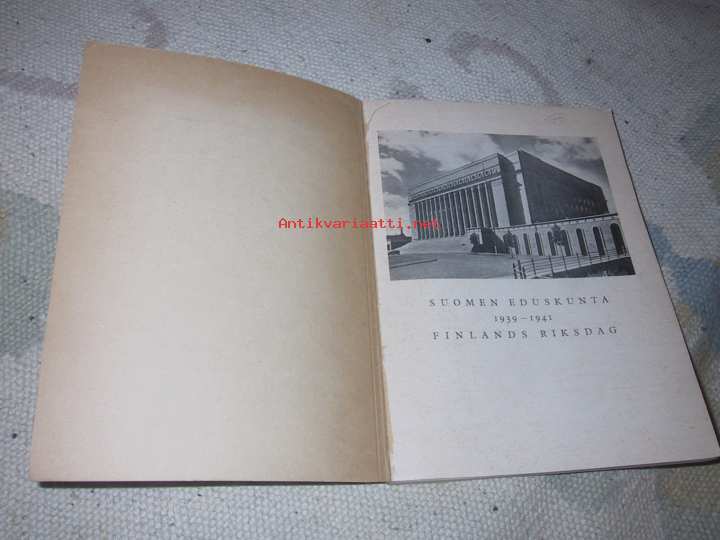 Antikvariaatti.net
SUOMEN EDUSKUNTA
1939-1941
FINLANDS RIKSDAG